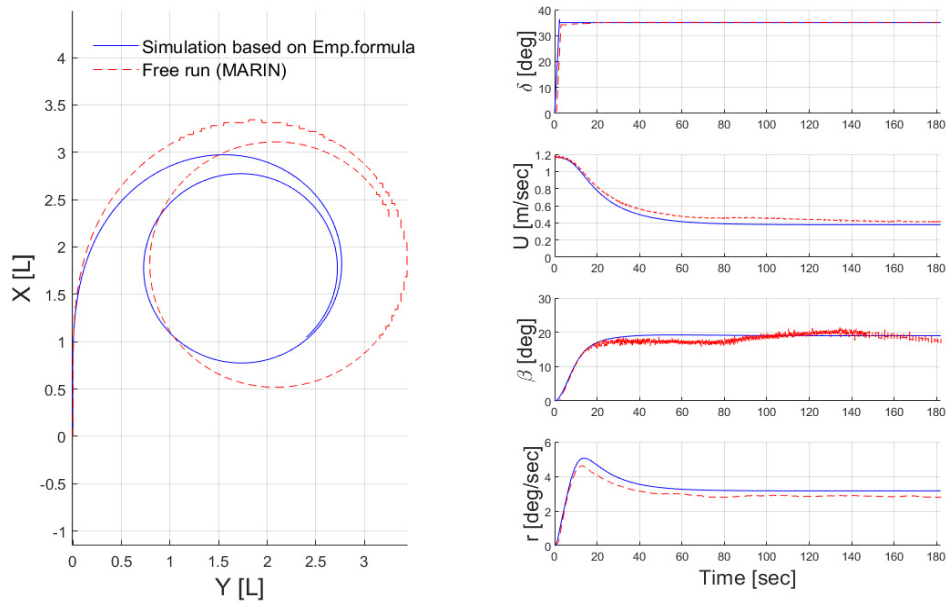 Simulation based on Emp.formula
Free run (MARIN)
4
3.5
3
2.5
2
1.5
1
0.5
0
-0.5
-1
0 0.5 1 1.5 2 2.5 3
X [L]
Y [L]
40
30
20
10
0
0 20 40 60 80 100 120 140 160 180
δ [deg]
1.2
1
0.8
0.6
0.4
0.2
0
0 20 40 60 80 100 120 140 160 180
U [m/sec]
30
20
10
0
0 20 40 60 80 100 120 140 160 180
β [deg]
6
4
2
0
0 20 40 60 80 100 120 140 160 180
r [deg/sec]
Time [sec]